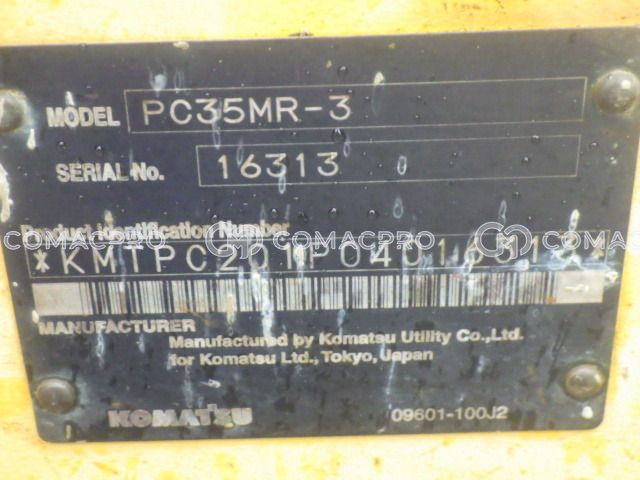 MODEL PC35MR-3
SERIAL No. 16313
Product Identification Number
COMACPRO COMACPRO COMACPRO
MANUFACTURER
Manufactured by Komatsu Utility Co.,Ltd.
for Komatsu Ltd., Tokyo, Japan
KOMATSU 09601-100J2